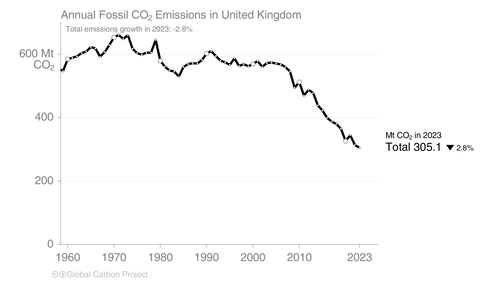 Annual Fossil CO₂ Emissions in United Kingdom
Total emissions growth in 2023: -2.8%
600 Mt
CO₂
400
200
0
1960 1970 1980 1990 2000 2010 2023
Mt CO₂ in 2023
Total 305.1 ▼ 2.8%
Global Carbon Project